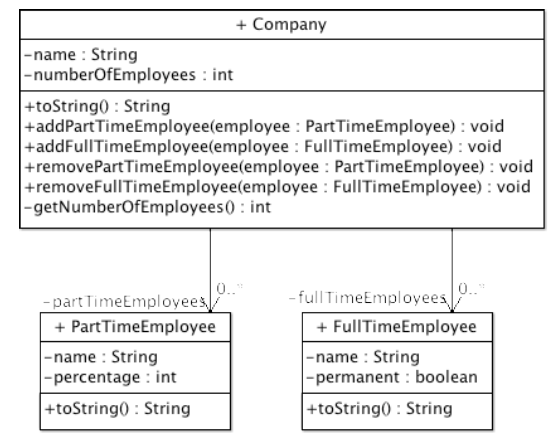 + Company
-name : String
-numberOfEmployees : int
+toString() : String
+addPartTimeEmployee(employee : PartTimeEmployee) : void
+addFullTimeEmployee(employee : FullTimeEmployee) : void
+removePartTimeEmployee(employee : PartTimeEmployee) : void
+removeFullTimeEmployee(employee : FullTimeEmployee) : void
-getNumberOfEmployees() : int
-partTimeEmployees 0..*
-fullTimeEmployees 0..*
+ PartTimeEmployee
-name : String
-percentage : int
+toString() : String
+ FullTimeEmployee
-name : String
-permanent : boolean
+toString() : String